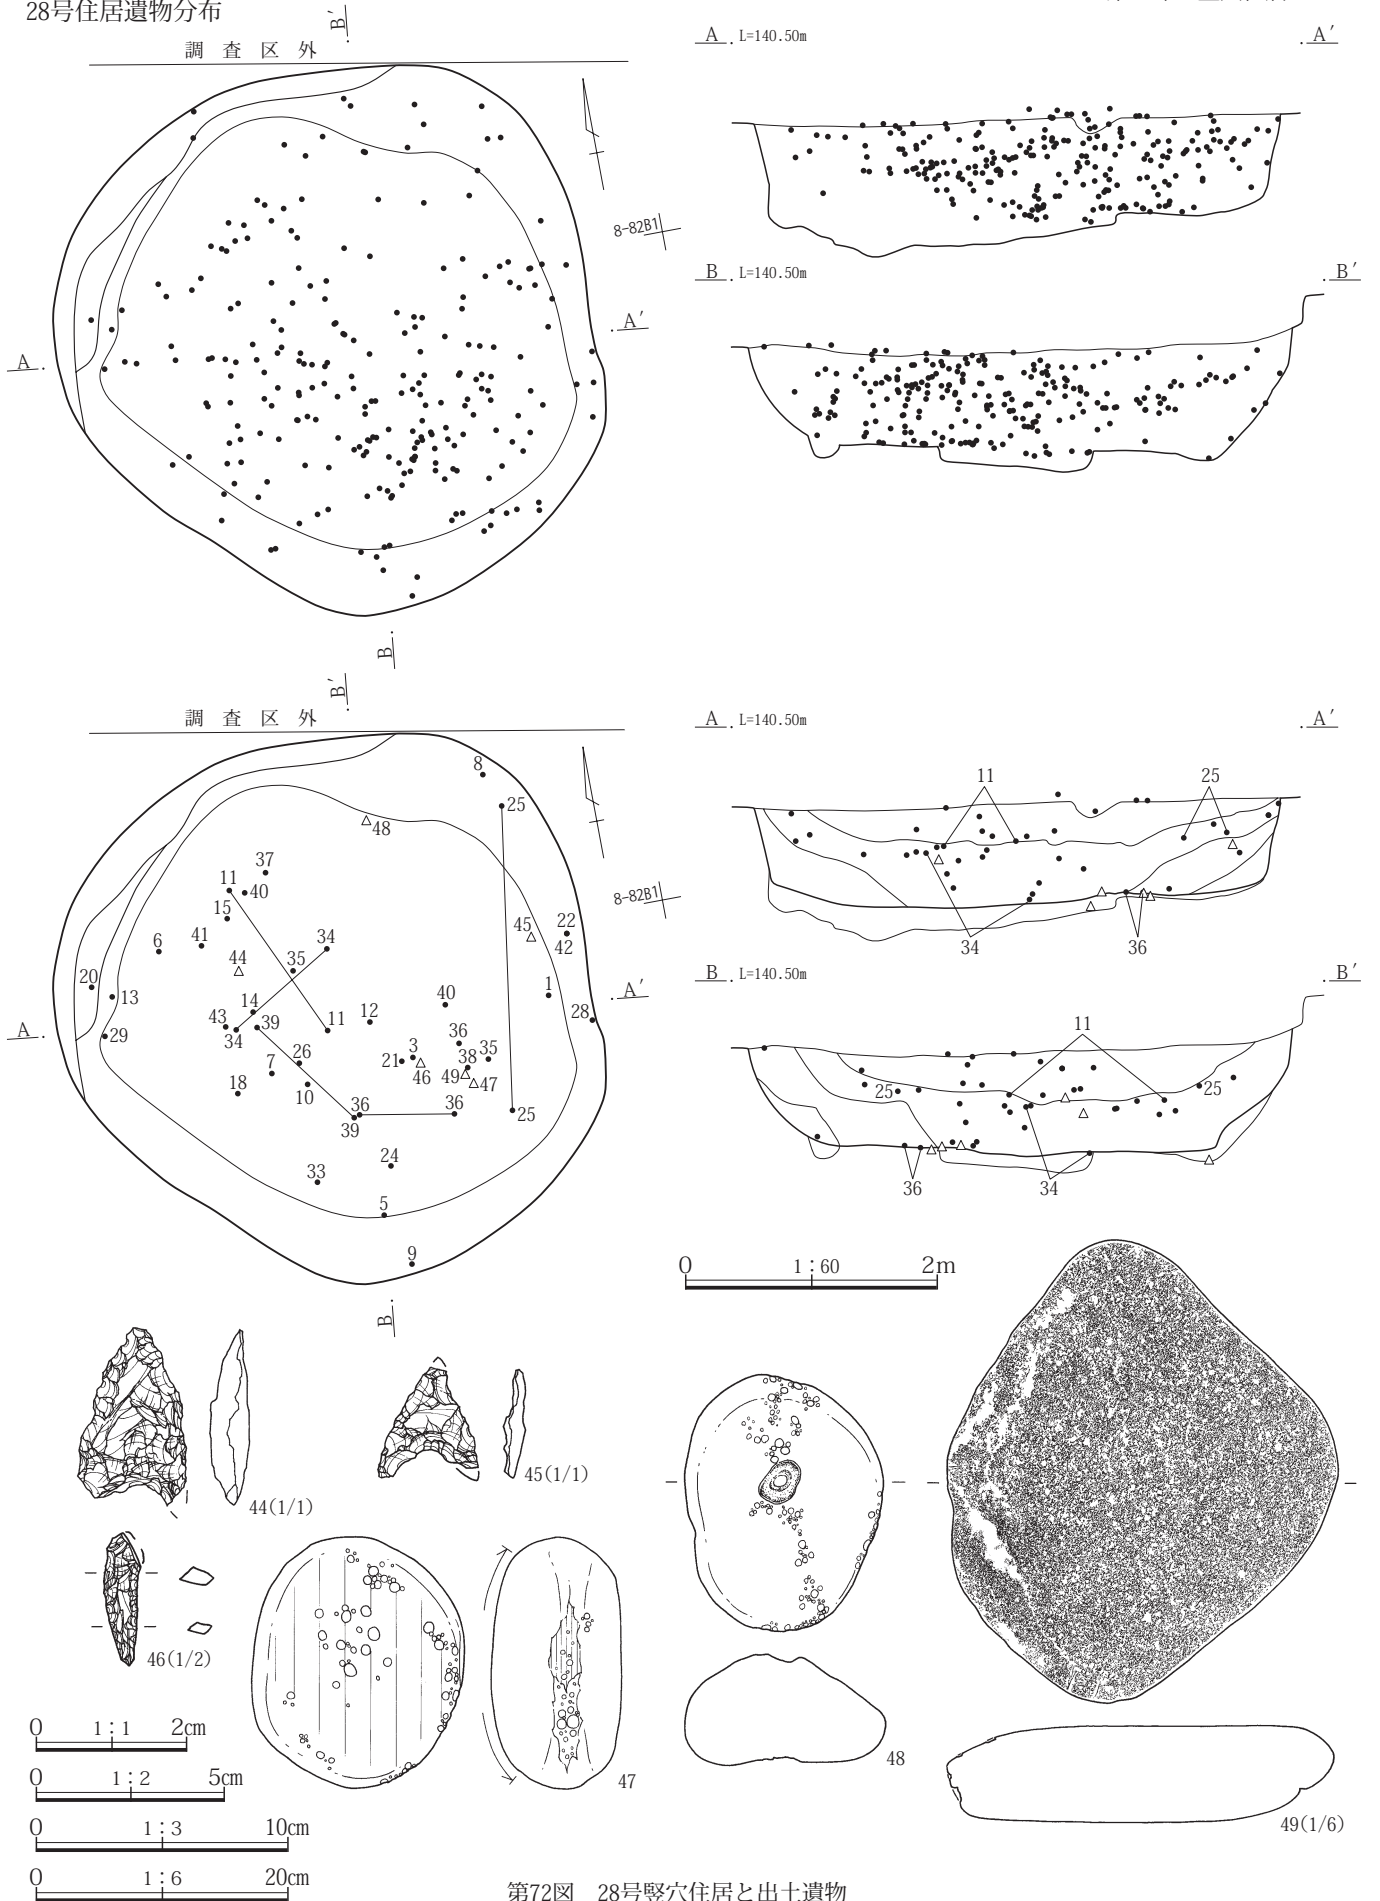 28号住居遺物分布
B′
調査区外
A . L=140.50m . A′
8-82B1
B . L=140.50m . B′
. A′
A .
B .
B′
調査区外
A . L=140.50m . A′
8
11 25
25
48
37
11 40
15
8-82B1
34 36
45 22
42
6 41 34
44 35
B . L=140.50m . B′
20 13
14 40 1 . A′
28
11
43 39 11 12
A . 29 34
36
26 3 38 35
7 21 46 49 47
25 25
18 10
36 36
39 25
24
33
36 34
5
9
0 1 : 60 2m
B .
44(1/1)
45(1/1)
46(1/2)
47
48
49(1/6)
0 1 : 1 2cm
0 1 : 2 5cm
0 1 : 3 10cm
0 1 : 6 20cm
第72図 28号竪穴住居と出土遺物